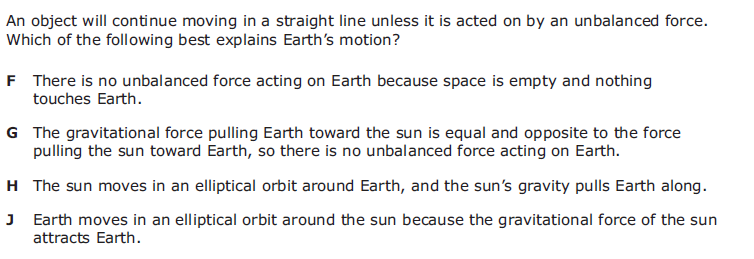 An object will continue moving in a straight line unless it is acted on by an unbalanced force.
Which of the following best explains Earth's motion?
F There is no unbalanced force acting on Earth because space is empty and nothing
touches Earth.
G The gravitational force pulling Earth toward the sun is equal and opposite to the force
pulling the sun toward Earth, so there is no unbalanced force acting on Earth.
H The sun moves in an elliptical orbit around Earth, and the sun's gravity pulls Earth along.
J Earth moves in an elliptical orbit around the sun because the gravitational force of the sun
attracts Earth.